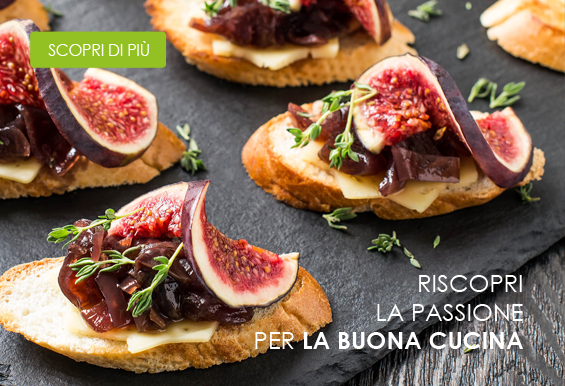 SCOPRI DI PIÙ
RISCOPRI
LA PASSIONE
PER LA BUONA CUCINA